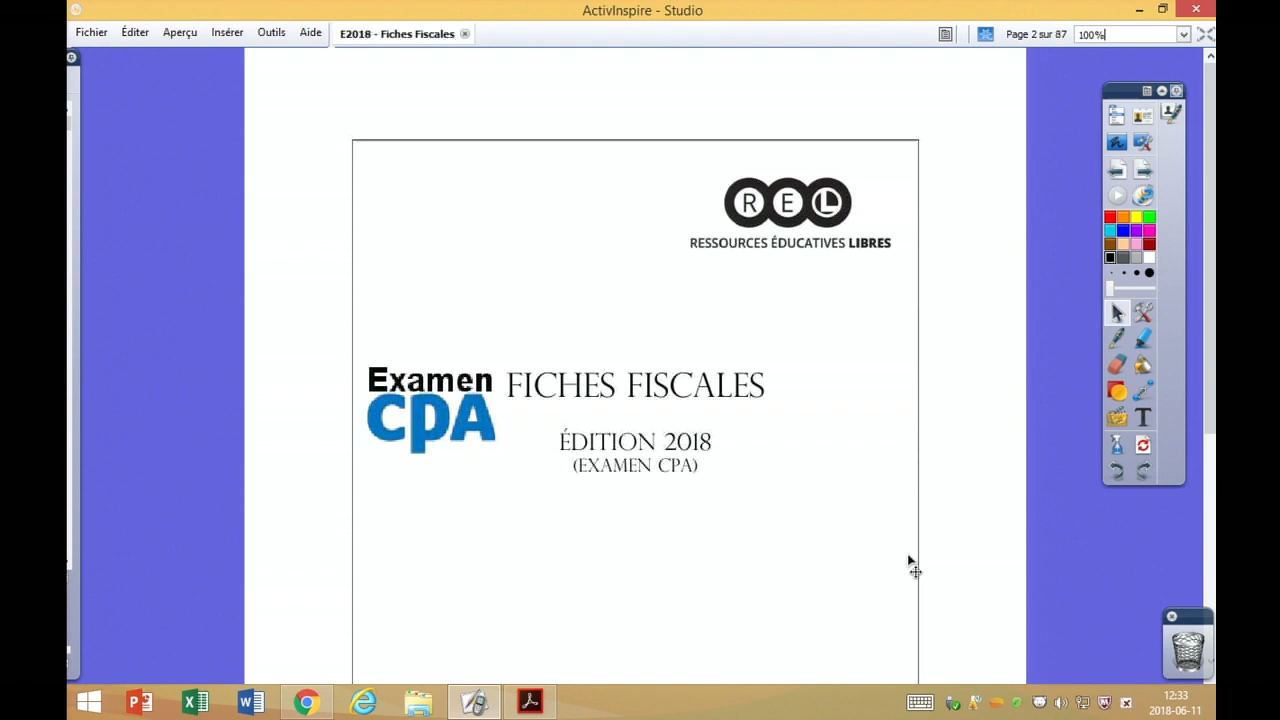 ActivInspire - Studio
Fichier Éditer Aperçu Insérer Outils Aide
E2018 - Fiches Fiscales
Page 2 sur 87
100%
REL
RESSOURCES ÉDUCATIVES LIBRES
Examen
CPA
FICHES FISCALES
ÉDITION 2018
(EXAMEN CPA)
12:33
2018-06-11